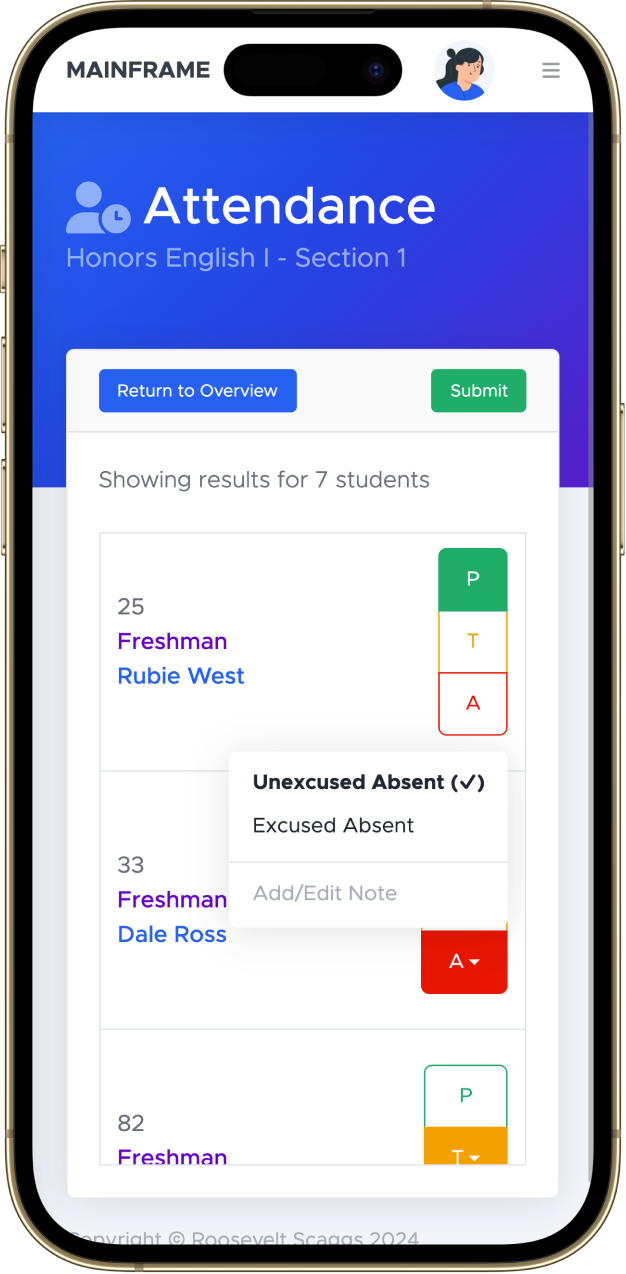 MAINFRAME
Attendance
Honors English I - Section 1
Return to Overview
Submit
Showing results for 7 students
P
25
T
Freshman
Rubie West
A
Unexcused Absent (✓)
Excused Absent
33
Add/Edit Note
Freshman
Dale Ross
A
P
82
T
Freshman
Copyright © Roosevelt Scaggs 2024